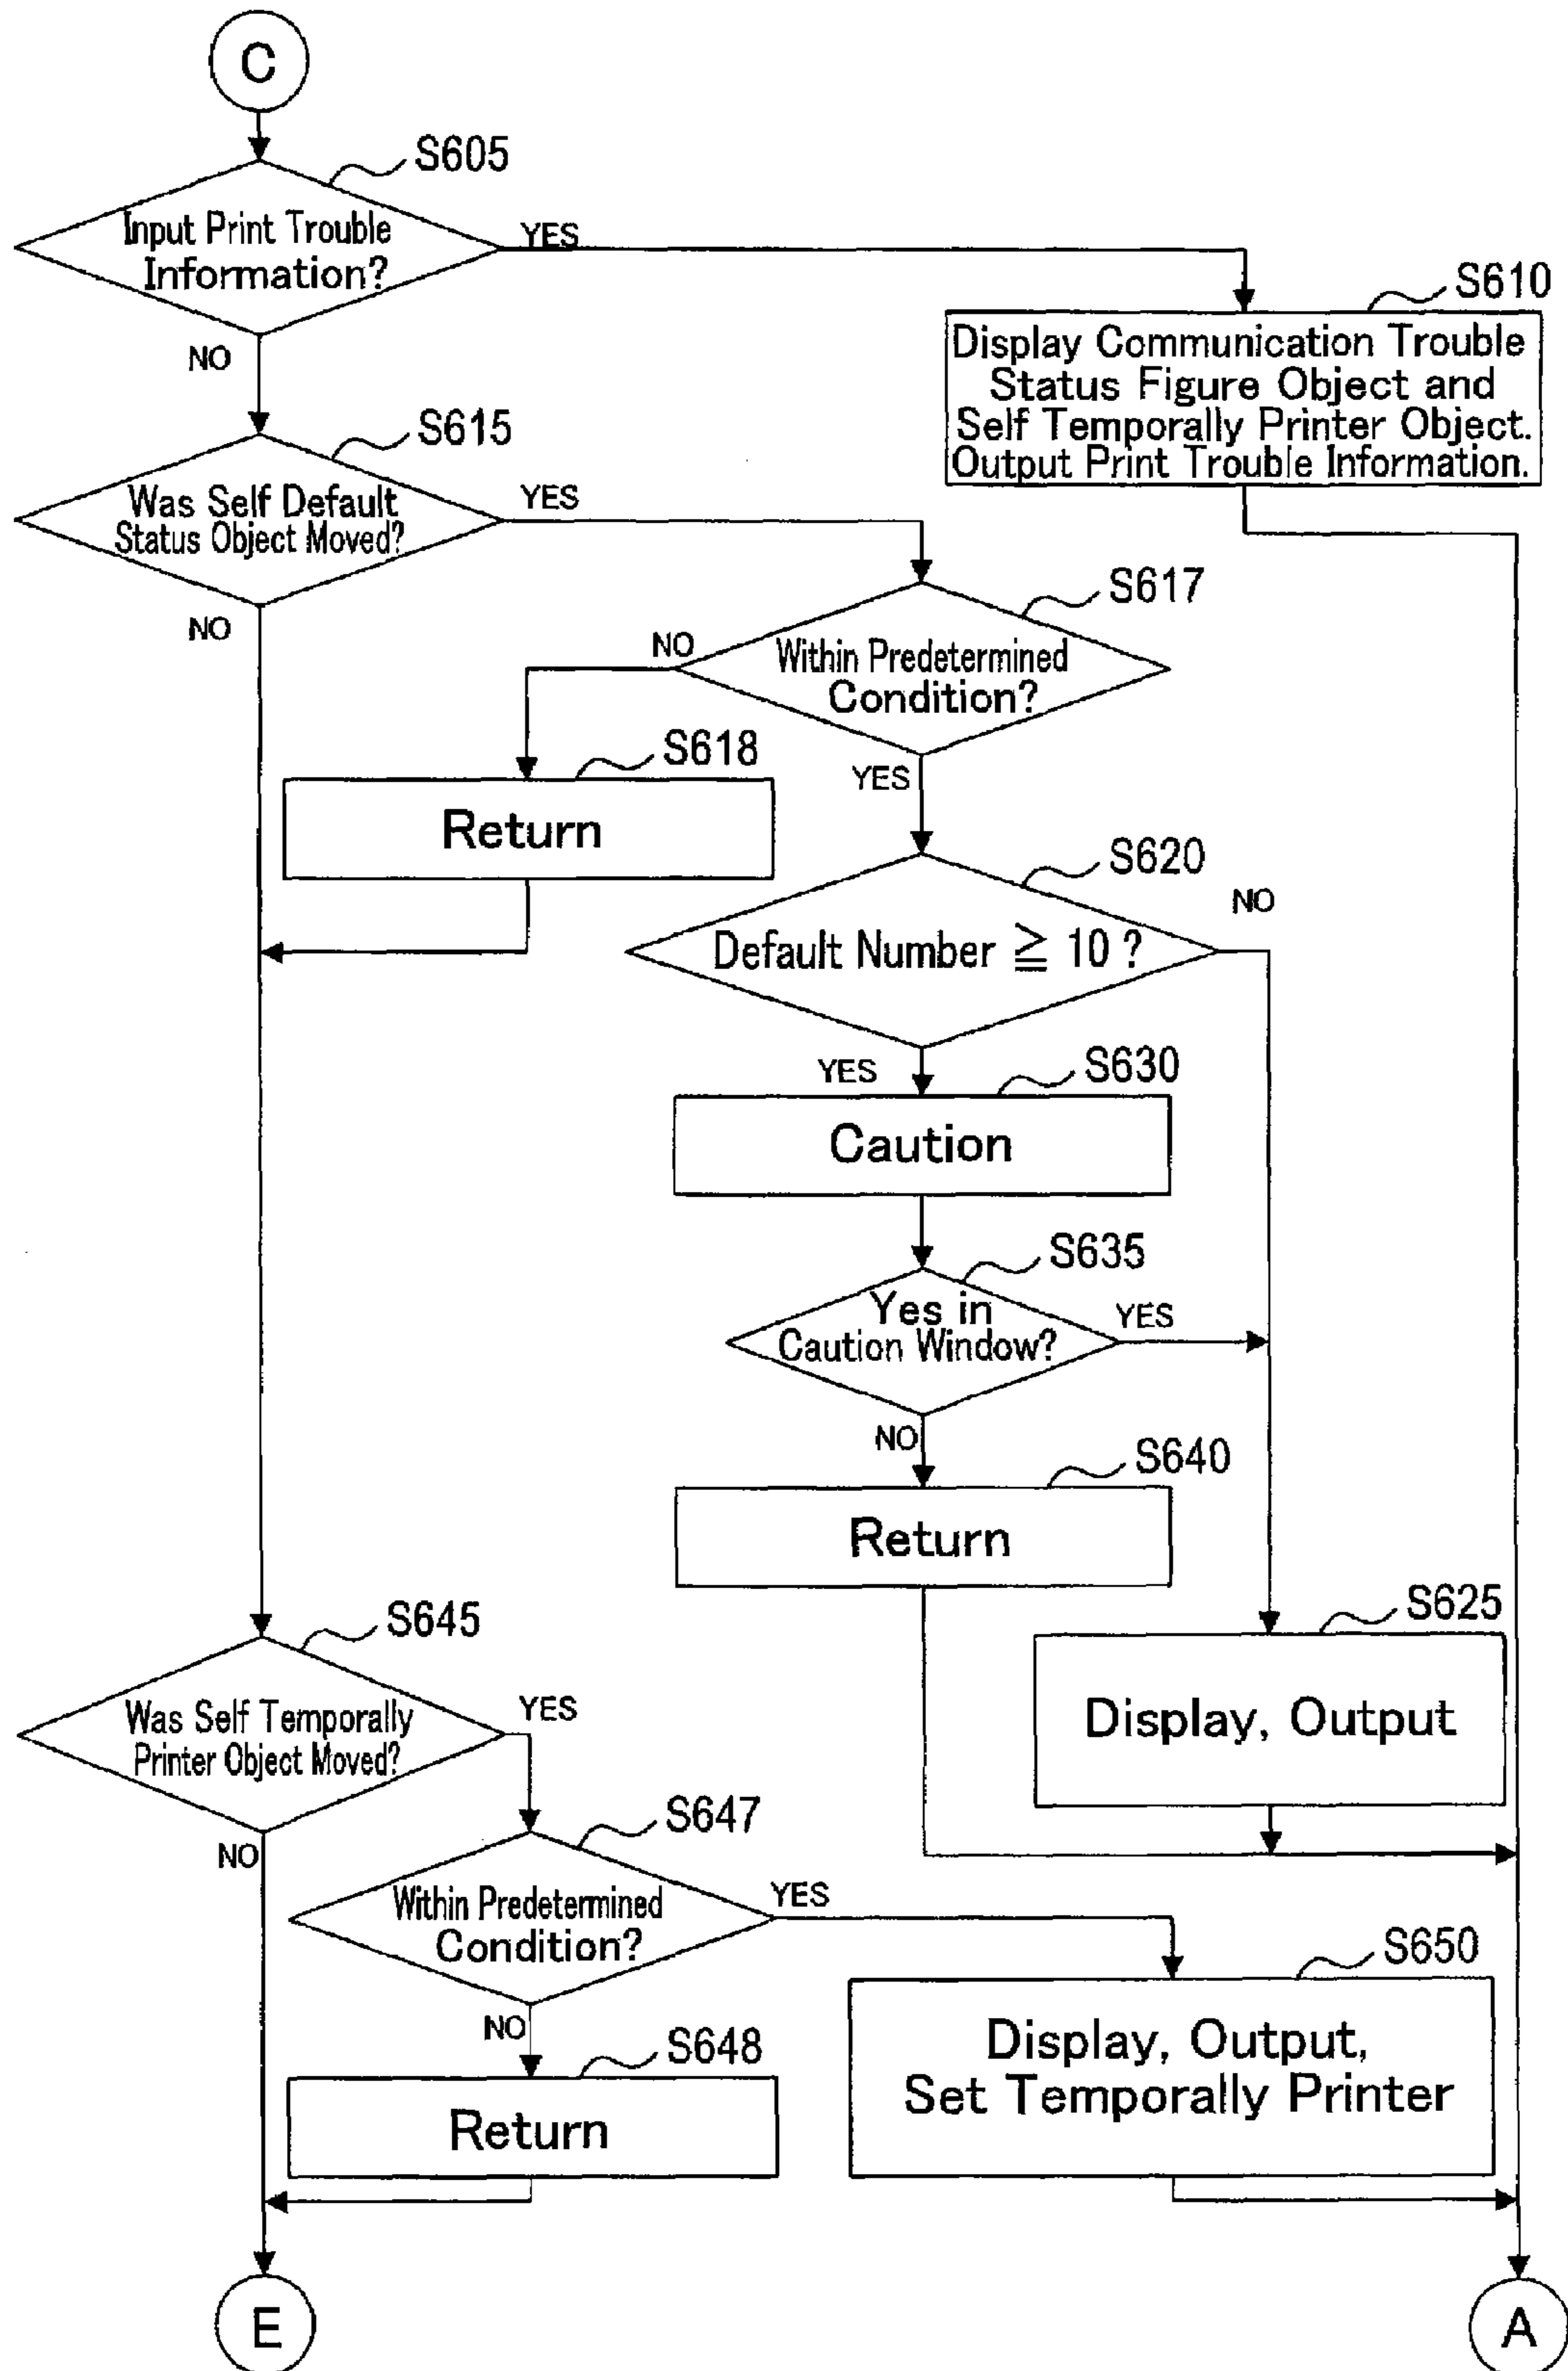 C
S605
Input Print Trouble
Information?
YES
NO
S610
Display Communication Trouble
Status Figure Object and
Self Temporally Printer Object.
Output Print Trouble Information.
S615
Was Self Default
Status Object Moved?
YES
NO
S617
Within Predetermined
Condition?
NO
YES
S618
Return
S620
Default Number ≧ 10 ?
NO
YES
S630
Caution
S635
Yes in
Caution Window?
YES
NO
S640
Return
S625
Display, Output
S645
Was Self Temporally
Printer Object Moved?
YES
NO
S647
Within Predetermined
Condition?
YES
NO
S648
Return
S650
Display, Output,
Set Temporally Printer
E
A